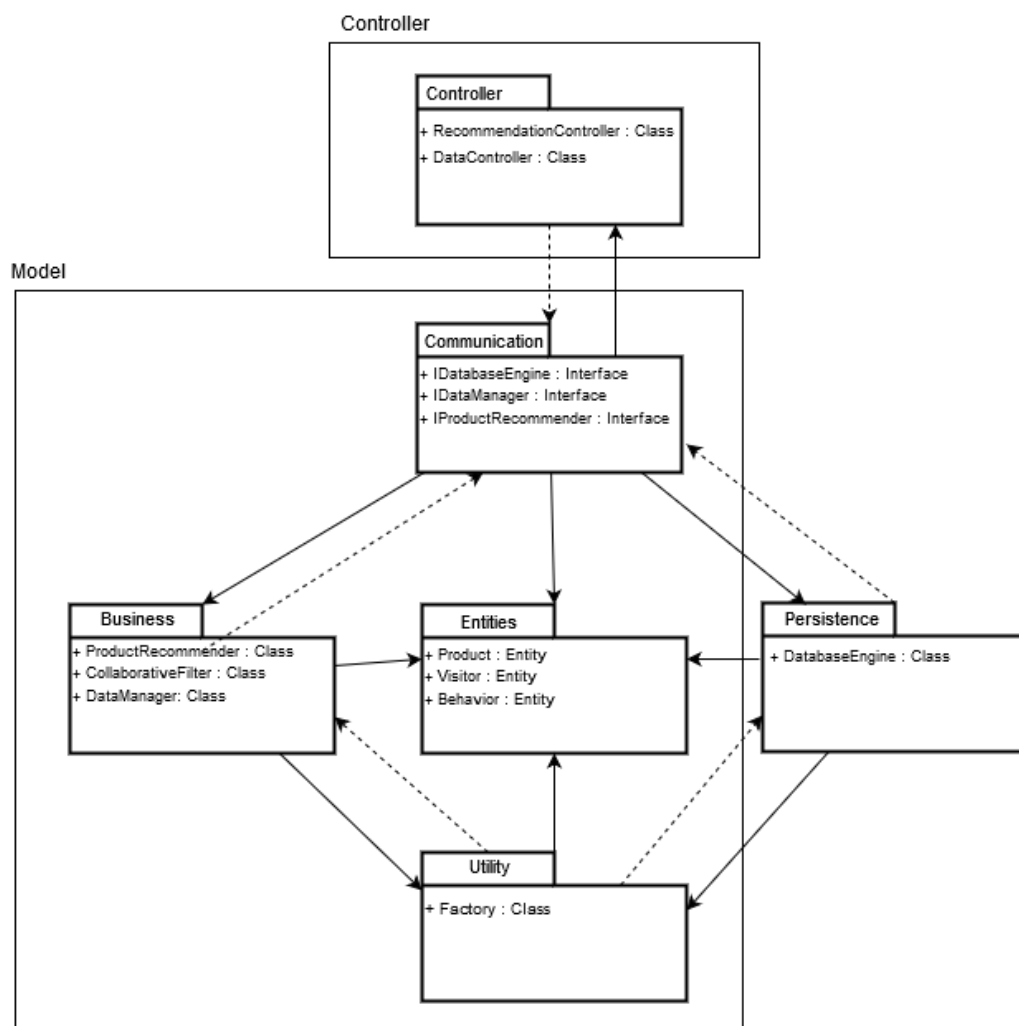 Controller
Controller
+ RecommendationController : Class
+ DataController : Class
Model
Communication
+ IDatabaseEngine : Interface
+ IDataManager : Interface
+ IProductRecommender : Interface
Business
+ ProductRecommender : Class
+ CollaborativeFilter : Class
+ DataManager: Class
Entities
+ Product : Entity
+ Visitor : Entity
+ Behavior : Entity
Persistence
+ DatabaseEngine : Class
Utility
+ Factory : Class